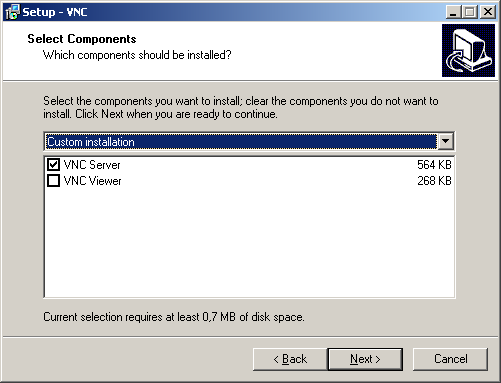 Setup - VNC
Select Components
Which components should be installed?
Select the components you want to install; clear the components you do not want to
install. Click Next when you are ready to continue.
Custom installation
VNC Server 564 KB
VNC Viewer 268 KB
Current selection requires at least 0,7 MB of disk space.
< Back Next > Cancel